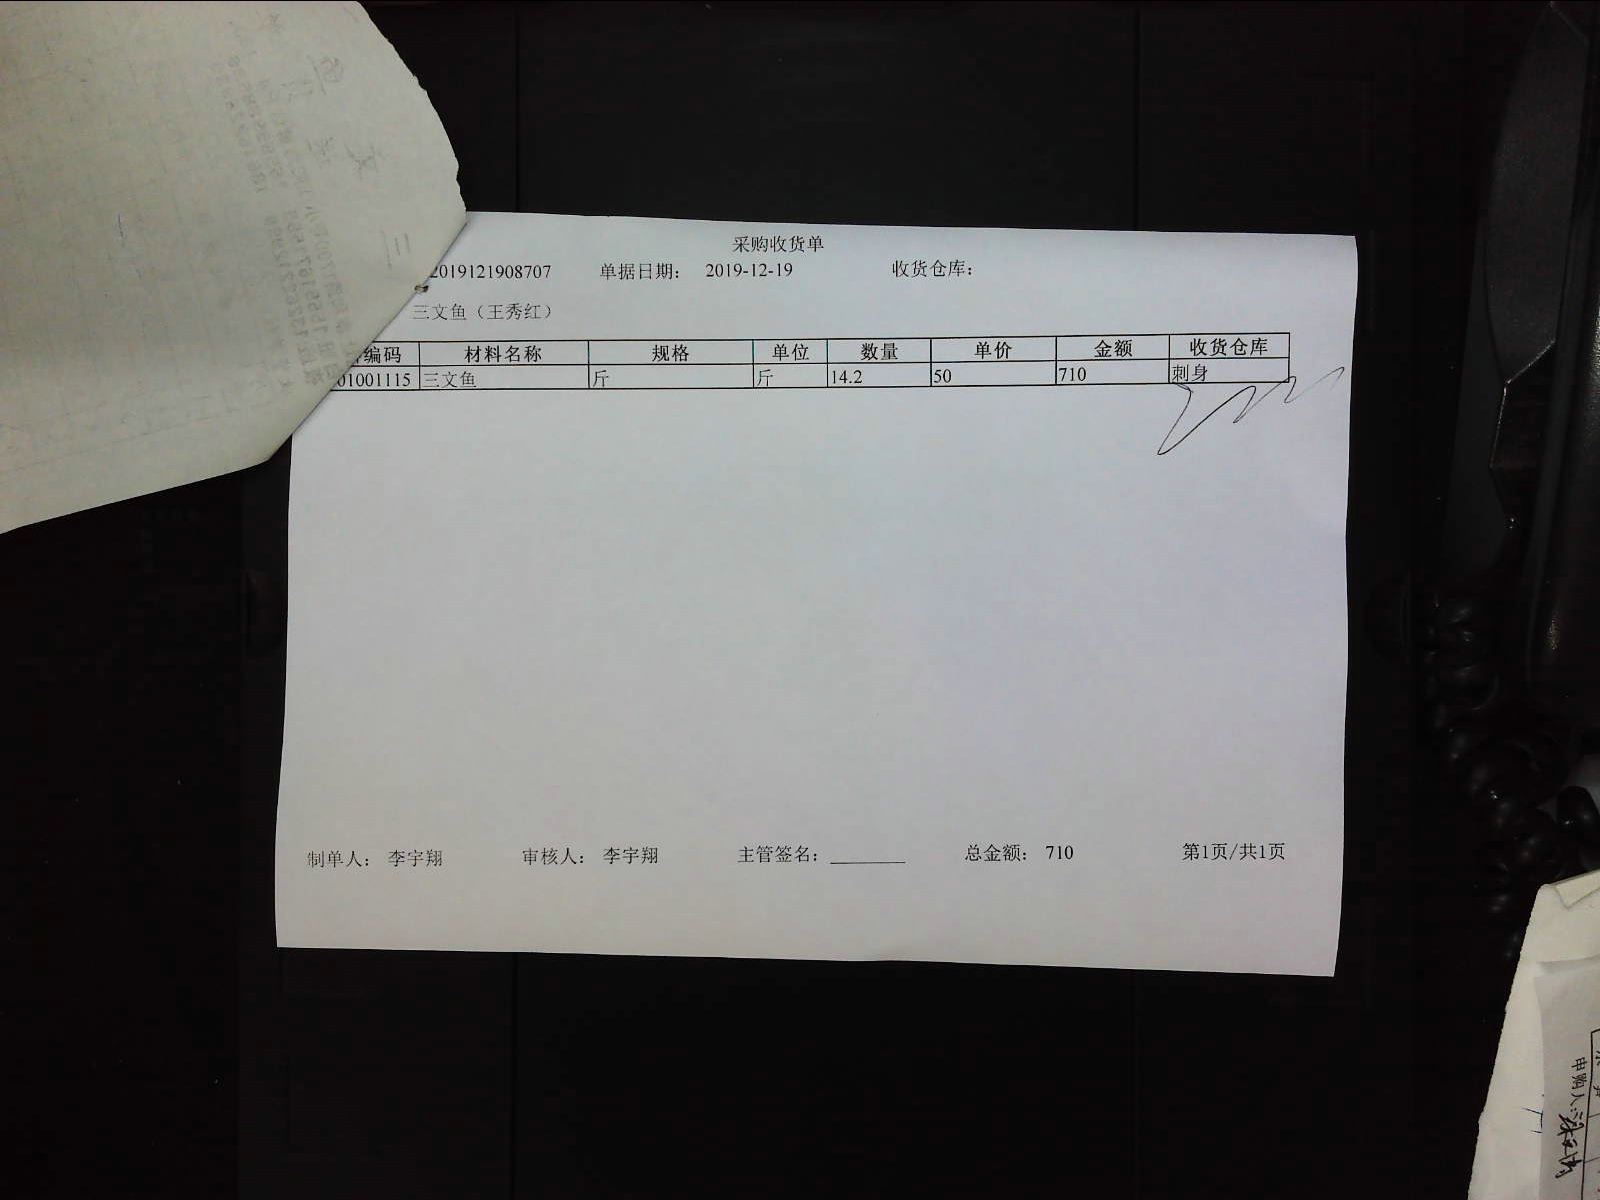 采购收货单
2019121908707 单据日期： 2019-12-19 收货仓库：
三文鱼（王秀红）
编码 材料名称 规格 单位 数量 单价 金额 收货仓库
01001115 三文鱼 斤 斤 14.2 50 710 刺身
制单人： 李宇翔 审核人： 李宇翔 主管签名： 总金额： 710 第1页/共1页
申购人